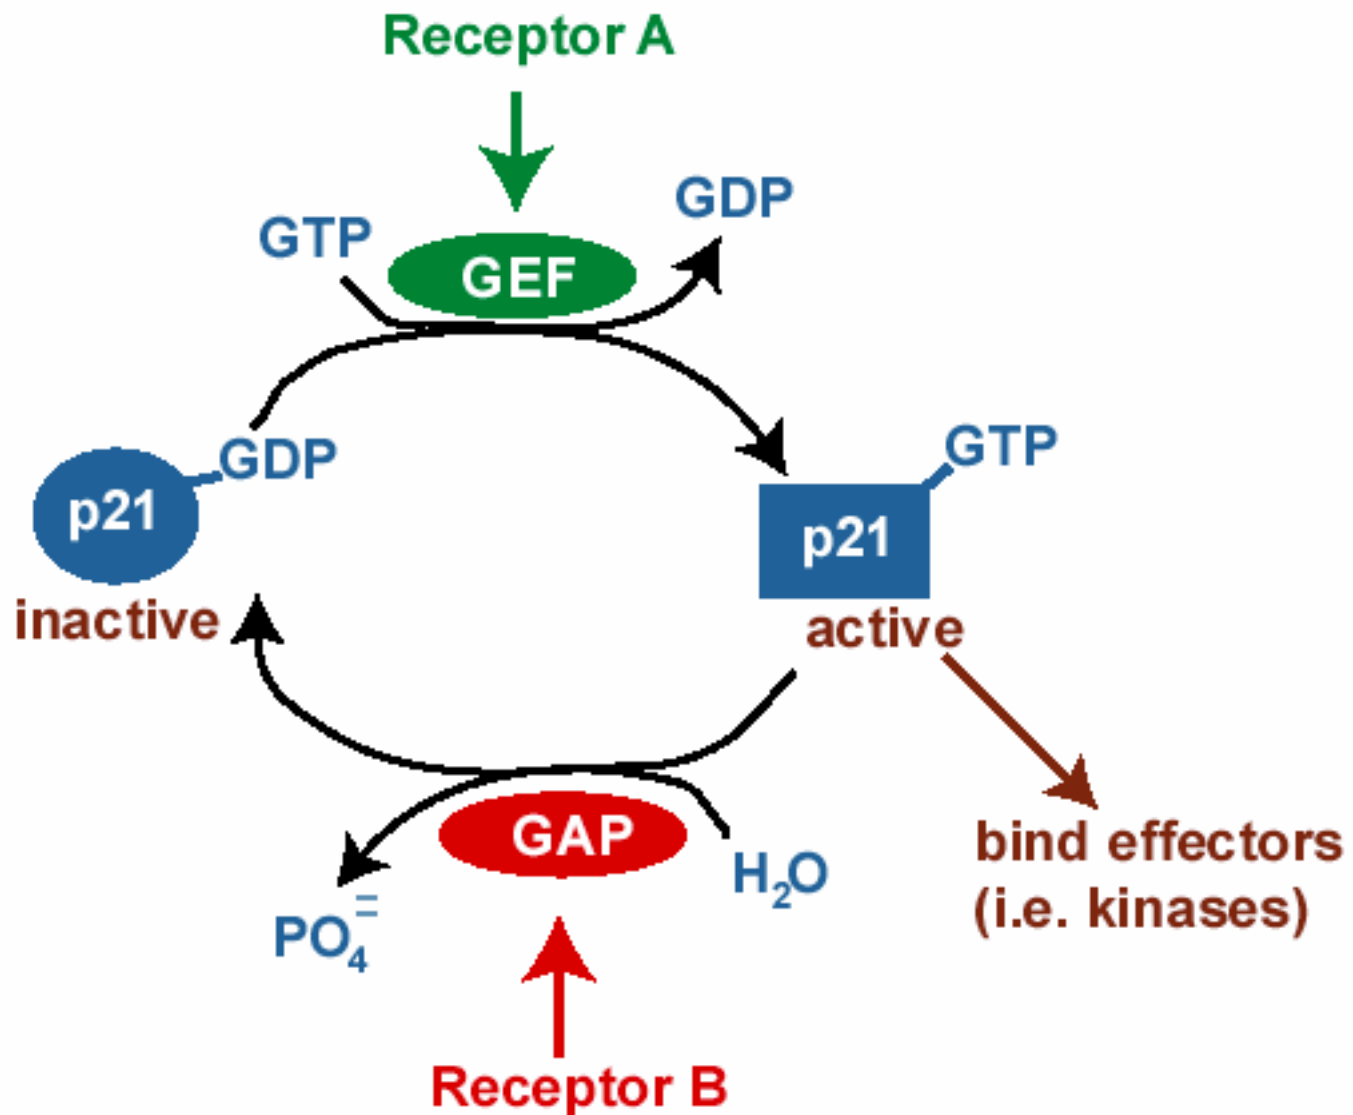 Receptor A
GTP
GDP
GEF
GDP
p21
inactive
GTP
p21
active
bind effectors
(i.e. kinases)
GAP
H₂O
PO₄⁼
Receptor B